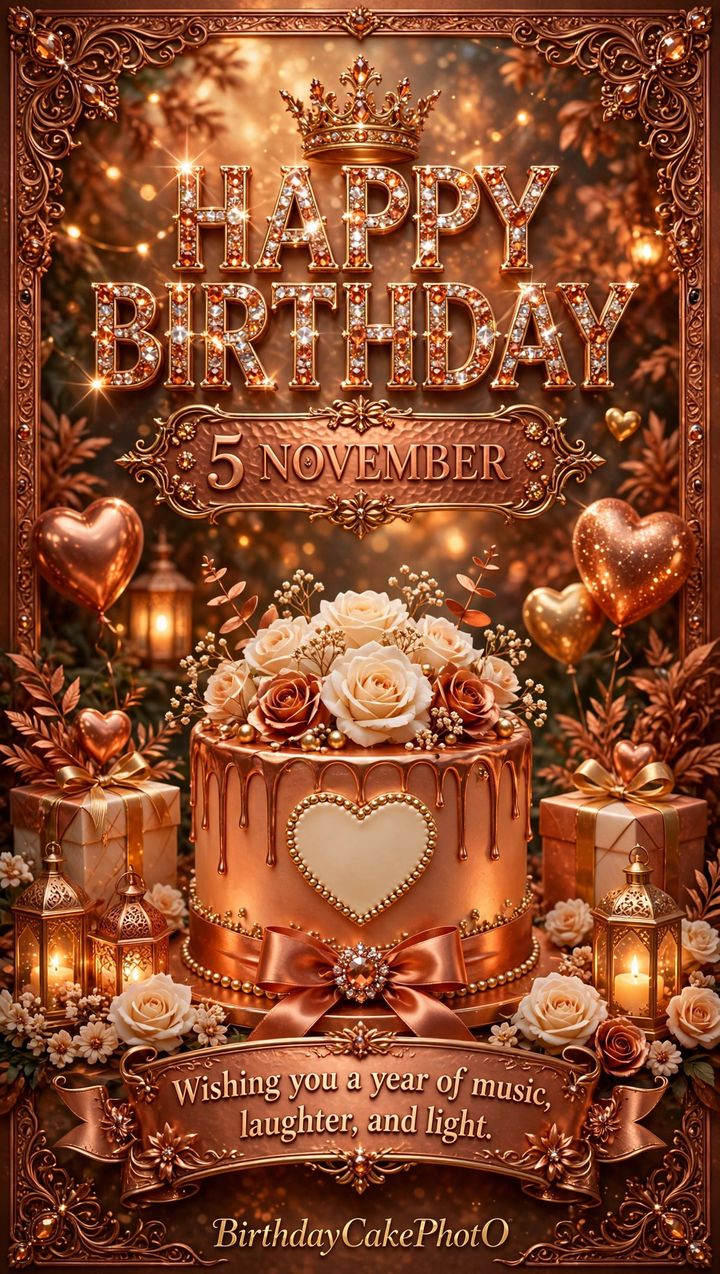 HAPPY
BIRTHDAY
5 NOVEMBER
Wishing you a year of music,
laughter, and light.
BirthdayCakePhotO